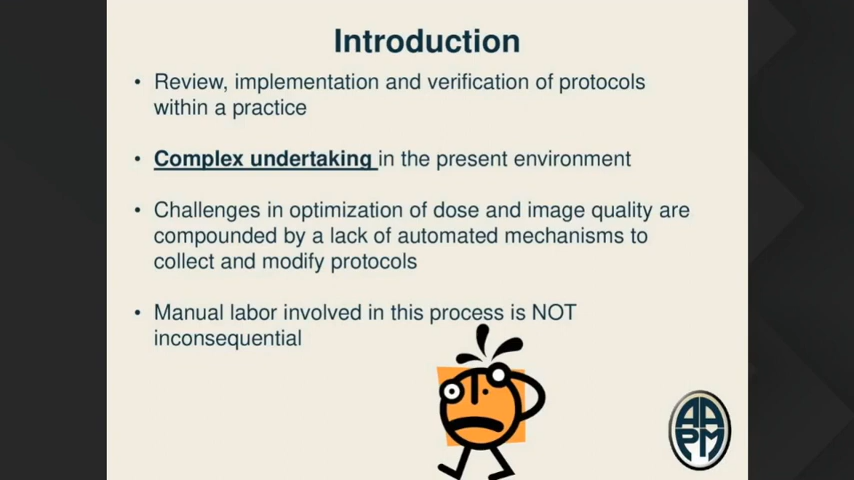 Introduction
• Review, implementation and verification of protocols
within a practice
• Complex undertaking in the present environment
• Challenges in optimization of dose and image quality are
compounded by a lack of automated mechanisms to
collect and modify protocols
• Manual labor involved in this process is NOT
inconsequential
AAPM